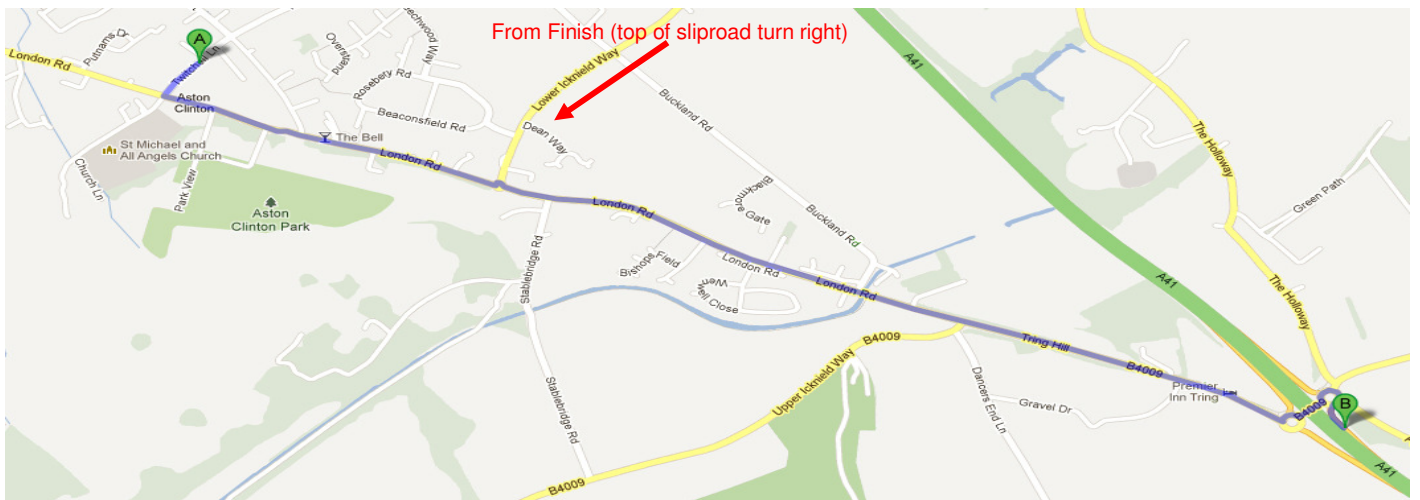 From Finish (top of sliproad turn right)
A
Putnams
London Rd
Twitchell Ln
Overstrand
Beechwood Way
Rosebery Rd
Aston
Clinton
Beaconsfield Rd
The Bell
St Michael and
All Angels Church
London Rd
Church Ln
Park View
Aston
Clinton Park
Lower Icknield Way
Dean Way
Buckland Rd
A41
The Holloway
Green Path
London Rd
Blackmore Gate
Buckland Rd
Stablebridge Rd
Bishops Field
London Rd
Wenwell Close
London Rd
A41
The Holloway
Tring Hill
B4009
Upper Icknield Way
B4009
Premier
Inn Tring
Dancers End Ln
Gravel Dr
B4009
B
Stablebridge Rd
B4009
A41